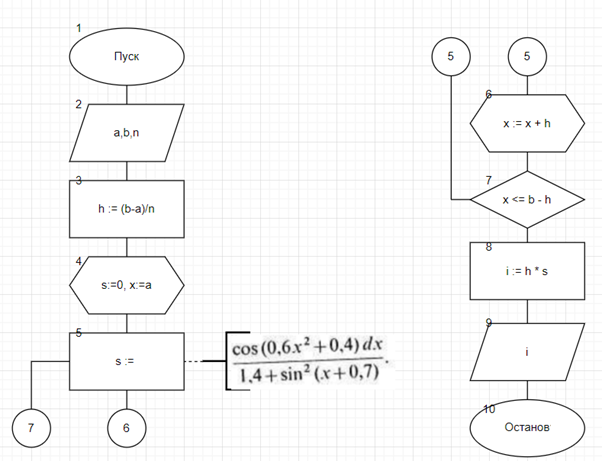 1
Пуск
2
a,b,n
3
h := (b-a)/n
4
s:=0, x:=a
5
s :=
cos (0,6x² + 0,4) dx
1,4 + sin² (x + 0,7) .
7
6
5
5
6
x := x + h
7
x <= b - h
8
i := h * s
9
i
10
Останов